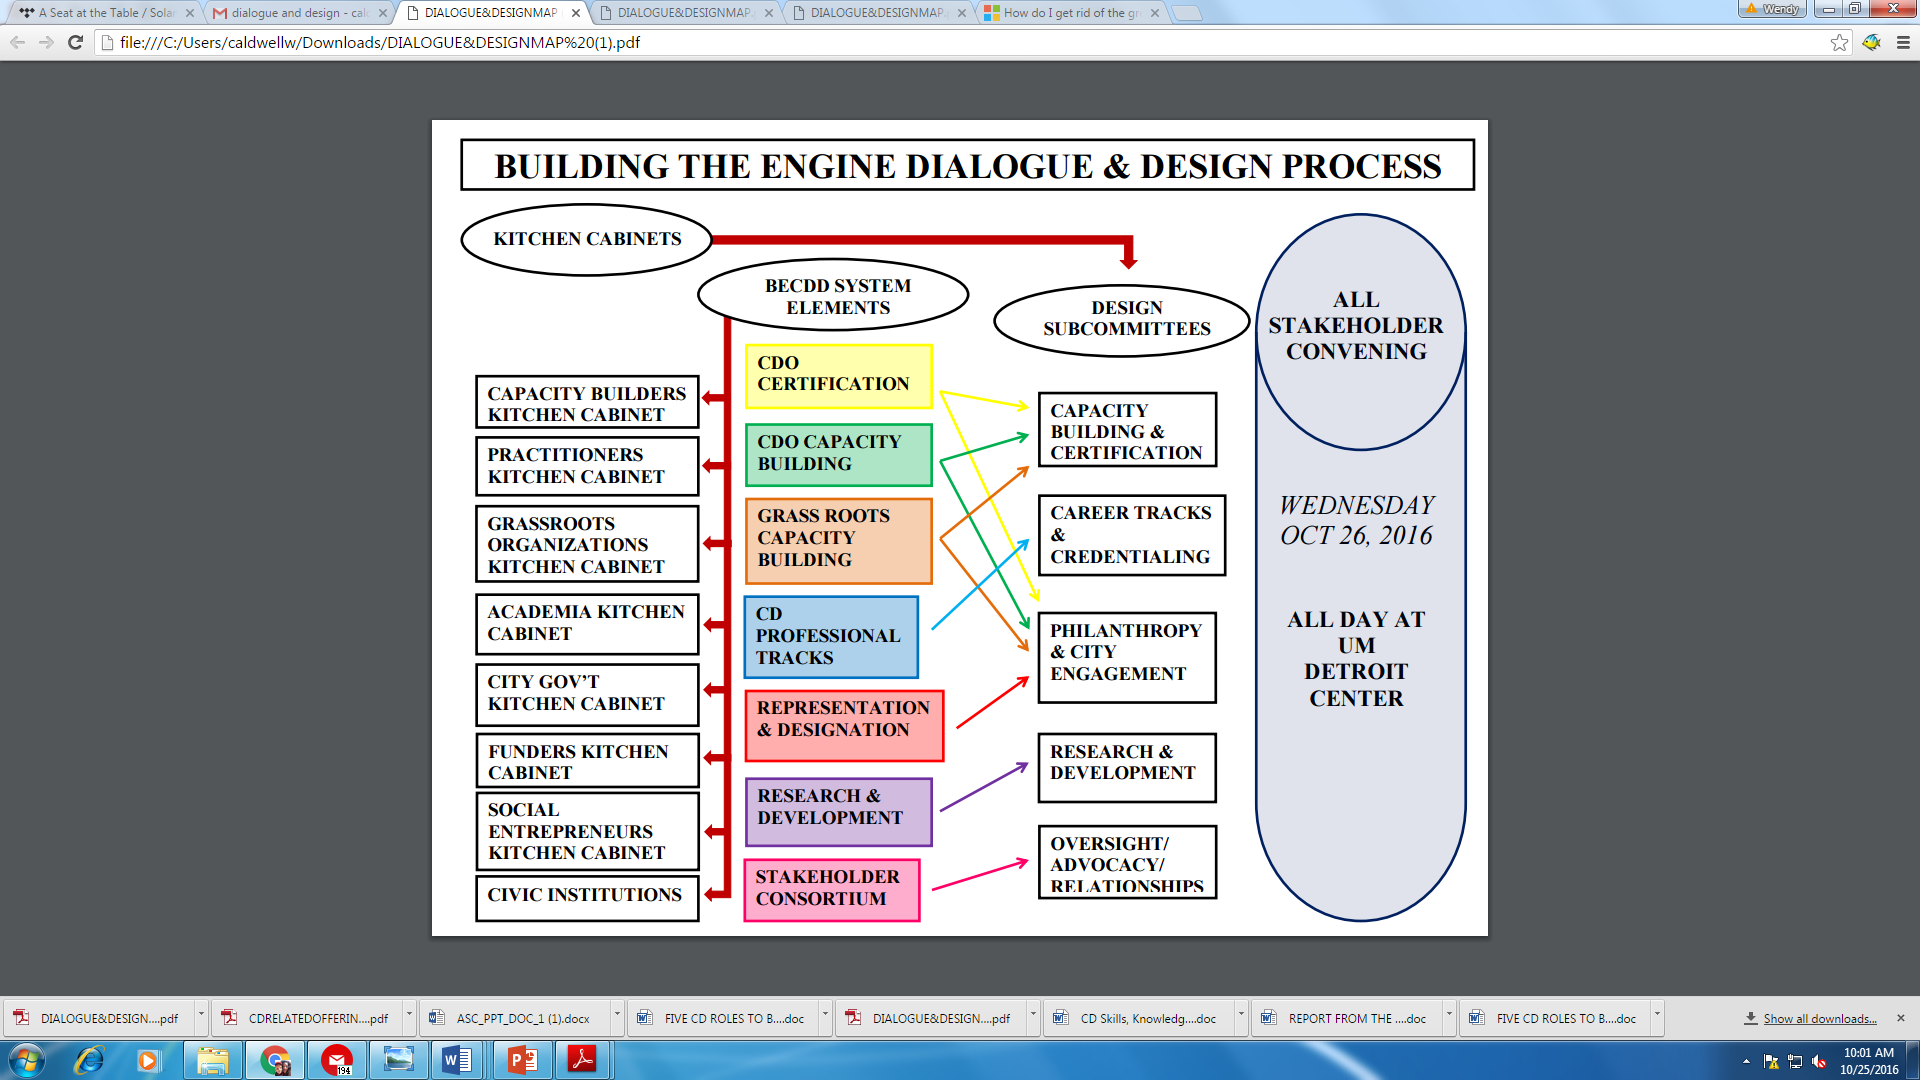 A Seat at the Table / Sola
dialogue and design - cal
DIALOGUE&DESIGNMAP
DIALOGUE&DESIGNMAP.
DIALOGUE&DESIGNMAP.
How do I get rid of the gr
Wendy
file:///C:/Users/caldwellw/Downloads/DIALOGUE&DESIGNMAP%20(1).pdf
BUILDING THE ENGINE DIALOGUE & DESIGN PROCESS
KITCHEN CABINETS
BECDD SYSTEM
ELEMENTS
DESIGN
SUBCOMMITTEES
CAPACITY BUILDERS
KITCHEN CABINET
PRACTITIONERS
KITCHEN CABINET
GRASSROOTS
ORGANIZATIONS
KITCHEN CABINET
ACADEMIA KITCHEN
CABINET
CITY GOV’T
KITCHEN CABINET
FUNDERS KITCHEN
CABINET
SOCIAL
ENTREPRENEURS
KITCHEN CABINET
CIVIC INSTITUTIONS
CDO
CERTIFICATION
CDO CAPACITY
BUILDING
GRASS ROOTS
CAPACITY
BUILDING
CD
PROFESSIONAL
TRACKS
REPRESENTATION
& DESIGNATION
RESEARCH &
DEVELOPMENT
STAKEHOLDER
CONSORTIUM
CAPACITY
BUILDING &
CERTIFICATION
CAREER TRACKS
&
CREDENTIALING
PHILANTHROPY
& CITY
ENGAGEMENT
RESEARCH &
DEVELOPMENT
OVERSIGHT/
ADVOCACY/
RELATIONSHIPS
ALL
STAKEHOLDER
CONVENING
WEDNESDAY
OCT 26, 2016
ALL DAY AT
UM
DETROIT
CENTER
DIALOGUE&DESIGN....pdf
CDRELATEDOFFERIN....pdf
ASC_PPT_DOC_1 (1).docx
FIVE CD ROLES TO B....doc
DIALOGUE&DESIGN....pdf
CD Skills, Knowledg....doc
REPORT FROM THE ....doc
FIVE CD ROLES TO B....doc
Show all downloads...
194
10:01 AM
10/25/2016